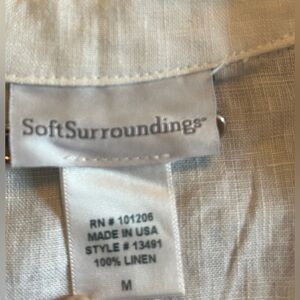 SoftSurroundings
RN # 101206
MADE IN USA
STYLE # 13491
100% LINEN
M